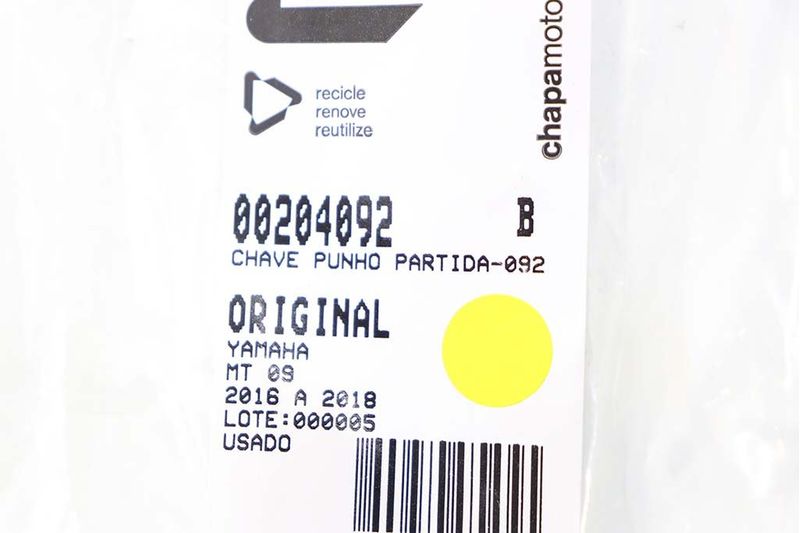 recicle
renove
reutilize
chapamoto
00204092 B
CHAVE PUNHO PARTIDA-092
ORIGINAL
YAMAHA
MT 09
2016 A 2018
LOTE:000005
USADO